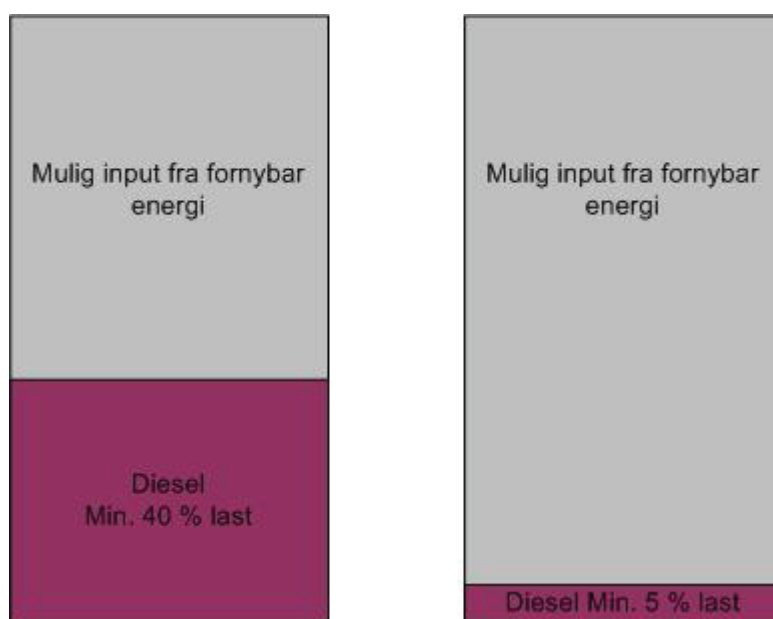 Mulig input fra fornybar
energi
Diesel
Min. 40 % last
Mulig input fra fornybar
energi
Diesel Min. 5 % last